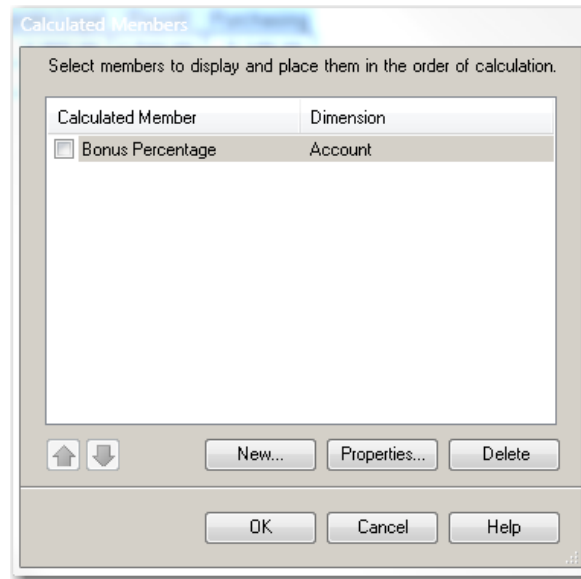 Calculated Members
Select members to display and place them in the order of calculation.
Calculated Member Dimension
Bonus Percentage Account
New... Properties... Delete
OK Cancel Help